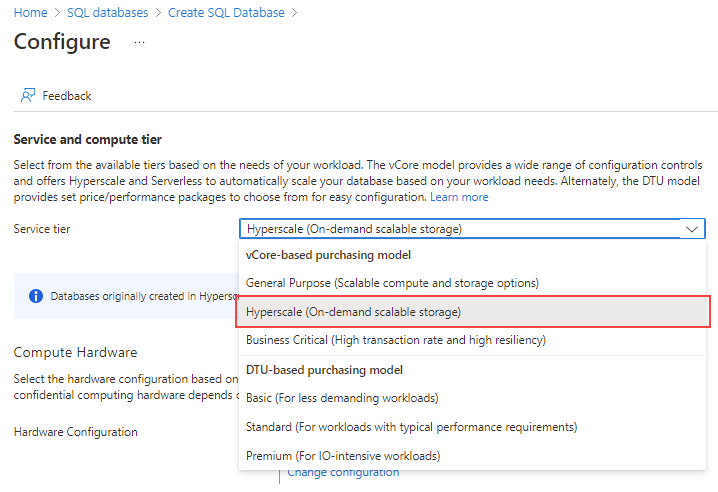 Home > SQL databases > Create SQL Database >
Configure ...
Feedback
Service and compute tier
Select from the available tiers based on the needs of your workload. The vCore model provides a wide range of configuration controls
and offers Hyperscale and Serverless to automatically scale your database based on your workload needs. Alternately, the DTU model
provides set price/performance packages to choose from for easy configuration. Learn more
Service tier
Hyperscale (On-demand scalable storage)
vCore-based purchasing model
General Purpose (Scalable compute and storage options)
Databases originally created in Hypersc
Hyperscale (On-demand scalable storage)
Business Critical (High transaction rate and high resiliency)
Compute Hardware
DTU-based purchasing model
Select the hardware configuration based on
confidential computing hardware depends o
Basic (For less demanding workloads)
Hardware Configuration
Standard (For workloads with typical performance requirements)
Premium (For IO-intensive workloads)
Change configuration